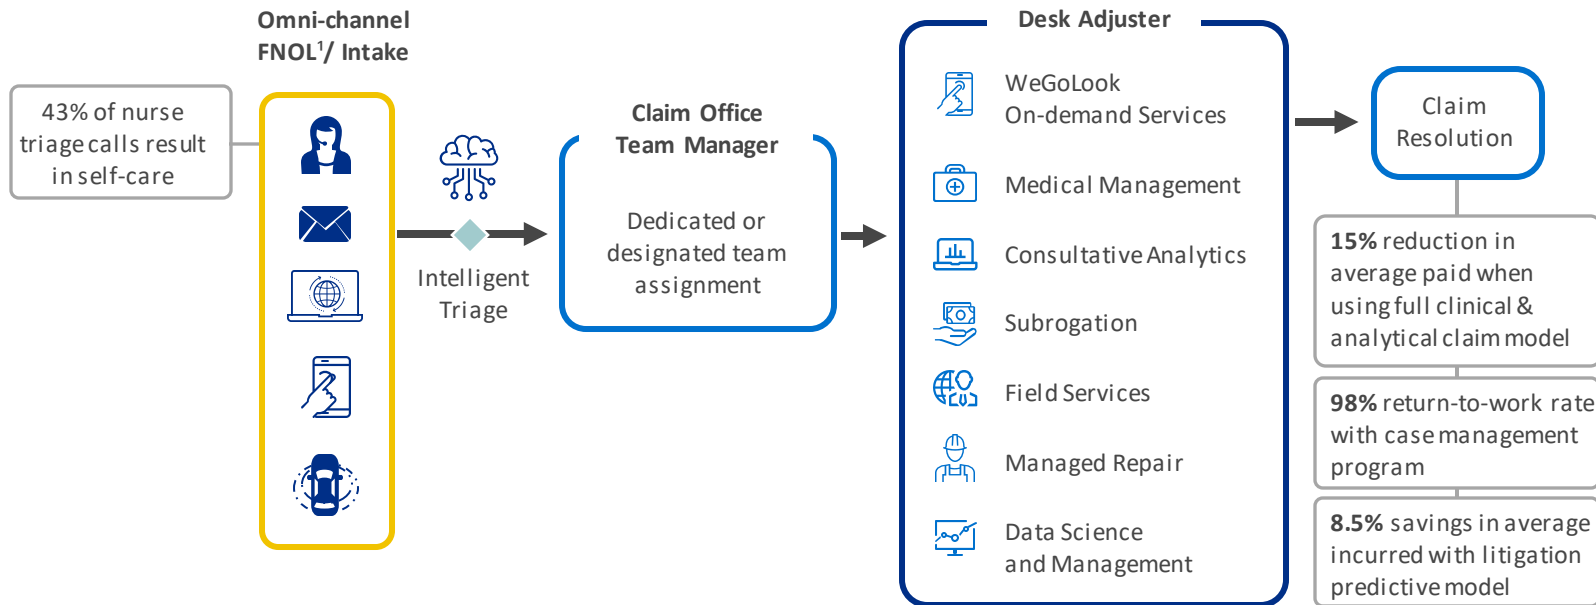 Omni-channel
FNOL¹/ Intake
43% of nurse
triage calls result
in self-care
Intelligent
Triage
Claim Office
Team Manager
Dedicated or
designated team
assignment
Desk Adjuster
WeGoLook
On-demand Services
Medical Management
Consultative Analytics
Subrogation
Field Services
Managed Repair
Data Science
and Management
Claim
Resolution
15% reduction in
average paid when
using full clinical &
analytical claim model
98% return-to-work rate
with case management
program
8.5% savings in average
incurred with litigation
predictive model